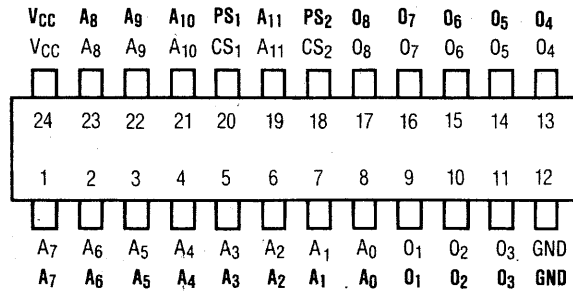 VCC A8 A9 A10 PS1 A11 PS2 O8 O7 O6 O5 O4
VCC A8 A9 A10 CS1 A11 CS2 O8 O7 O6 O5 O4
24 23 22 21 20 19 18 17 16 15 14 13
1 2 3 4 5 6 7 8 9 10 11 12
A7 A6 A5 A4 A3 A2 A1 A0 O1 O2 O3 GND
A7 A6 A5 A4 A3 A2 A1 A0 O1 O2 O3 GND